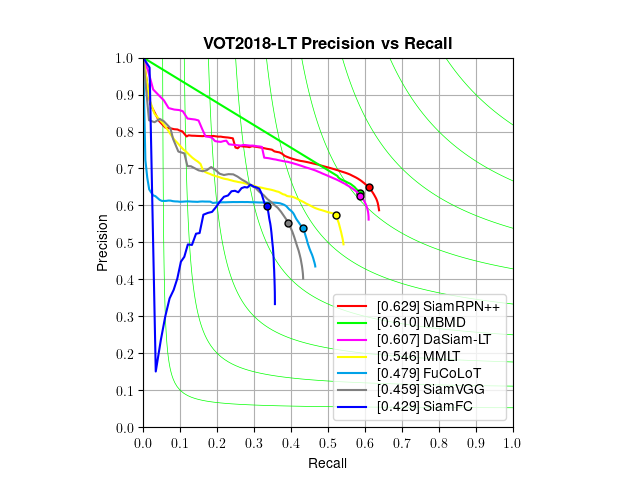 VOT2018-LT Precision vs Recall
1.0
0.9
0.8
0.7
0.6
0.5
0.4
0.3
0.2
0.1
0.0
Precision
0.0 0.1 0.2 0.3 0.4 0.5 0.6 0.7 0.8 0.9 1.0
Recall
[0.629] SiamRPN++
[0.610] MBMD
[0.607] DaSiam-LT
[0.546] MMLT
[0.479] FuCoLoT
[0.459] SiamVGG
[0.429] SiamFC